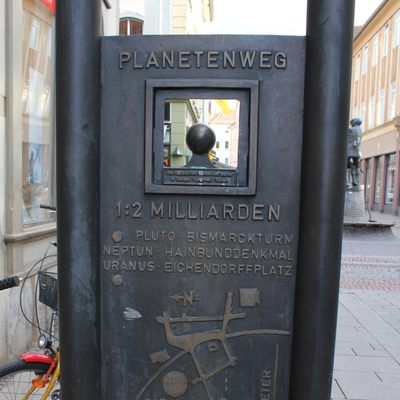 PLANETENWEG
1:2 MILLIARDEN
PLUTO · BISMARCKTURM
NEPTUN · HAINBUNDDENKMAL
URANUS · EICHENDORFFPLATZ
N